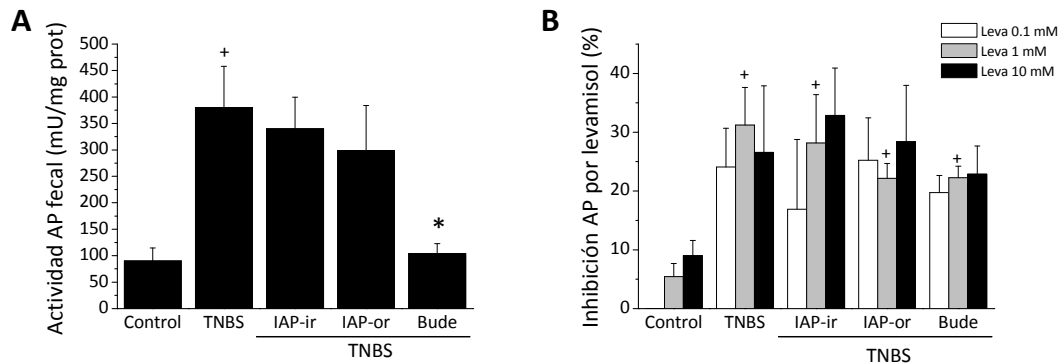 A
Actividad AP fecal (mU/mg prot)
500
450
400
350
300
250
200
150
100
50
0
+
*
Control TNBS IAP-ir IAP-or Bude
TNBS
B
Inhibición AP por levamisol (%)
40
30
20
10
0
Leva 0.1 mM
Leva 1 mM
Leva 10 mM
+ + + +
Control TNBS IAP-ir IAP-or Bude
TNBS